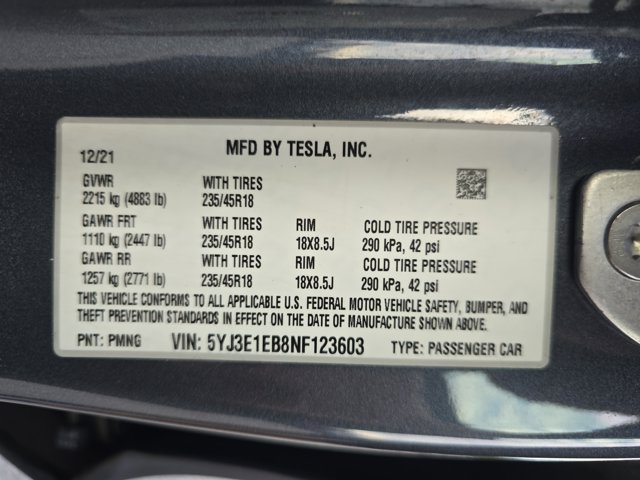 MFD BY TESLA, INC.
12/21
GVWR WITH TIRES
2215 kg (4883 lb) 235/45R18
GAWR FRT WITH TIRES RIM COLD TIRE PRESSURE
1110 kg (2447 lb) 235/45R18 18X8.5J 290 kPa, 42 psi
GAWR RR WITH TIRES RIM COLD TIRE PRESSURE
1257 kg (2771 lb) 235/45R18 18X8.5J 290 kPa, 42 psi
THIS VEHICLE CONFORMS TO ALL APPLICABLE U.S. FEDERAL MOTOR VEHICLE SAFETY, BUMPER, AND
THEFT PREVENTION STANDARDS IN EFFECT ON THE DATE OF MANUFACTURE SHOWN ABOVE.
PNT: PMNG VIN: 5YJ3E1EB8NF123603 TYPE: PASSENGER CAR